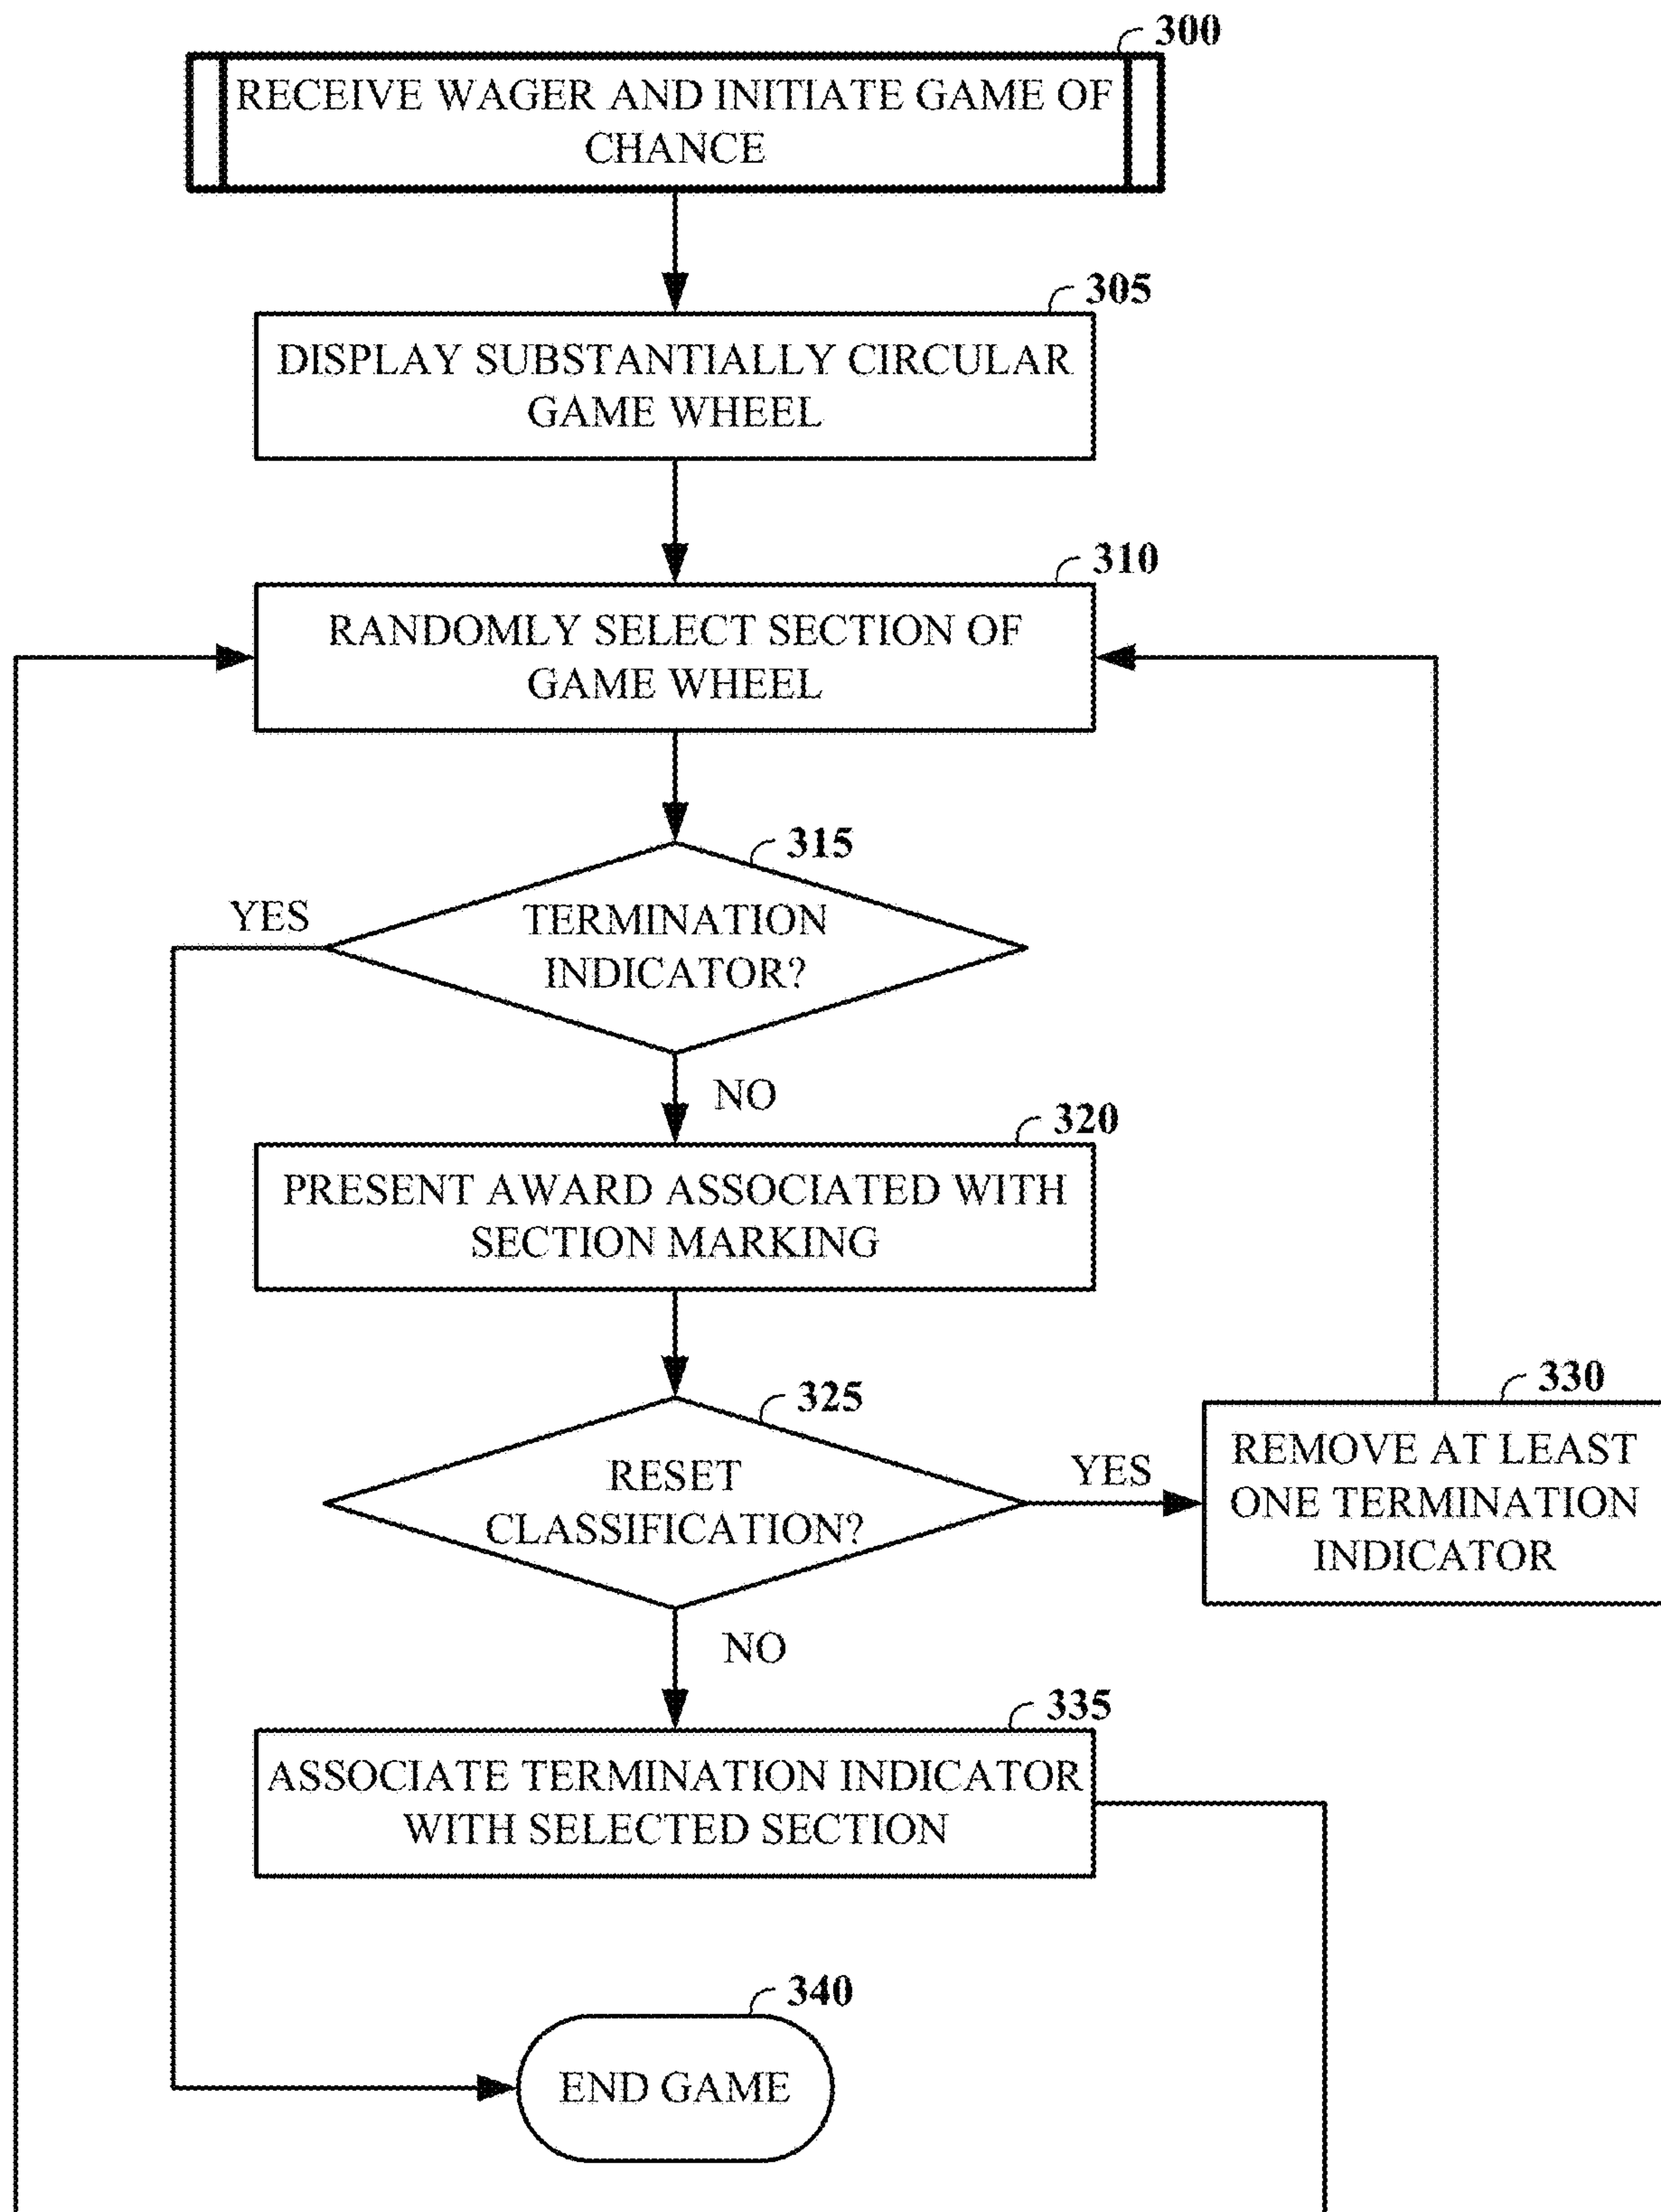 300
RECEIVE WAGER AND INITIATE GAME OF
CHANCE
305
DISPLAY SUBSTANTIALLY CIRCULAR
GAME WHEEL
310
RANDOMLY SELECT SECTION OF
GAME WHEEL
315
YES
TERMINATION
INDICATOR?
NO
320
PRESENT AWARD ASSOCIATED WITH
SECTION MARKING
325
RESET
CLASSIFICATION?
YES
330
REMOVE AT LEAST
ONE TERMINATION
INDICATOR
NO
335
ASSOCIATE TERMINATION INDICATOR
WITH SELECTED SECTION
340
END GAME